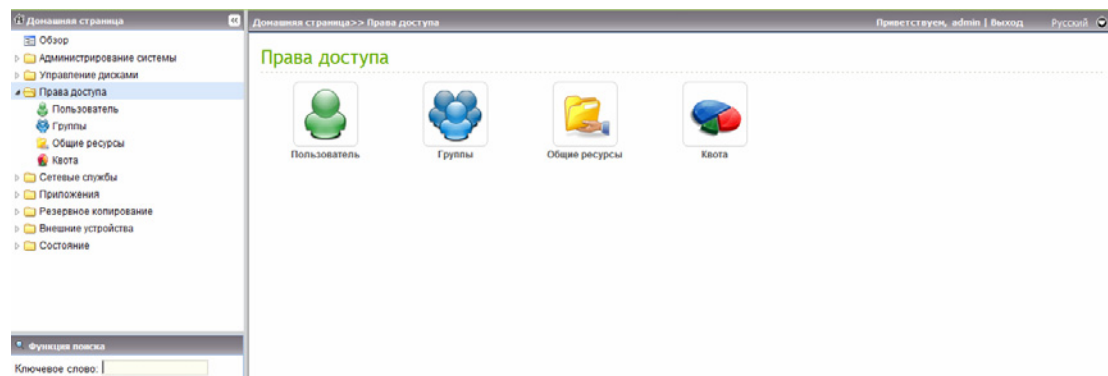 Домашняя страница
Обзор
Администрирование системы
Управление дисками
Права доступа
Пользователь
Группы
Общие ресурсы
Квота
Сетевые службы
Приложения
Резервное копирование
Внешние устройства
Состояние
Функция поиска
Ключевое слово:
Домашняя страница>> Права доступа
Приветствуем, admin | Выход
Русский
Права доступа
Пользователь
Группы
Общие ресурсы
Квота